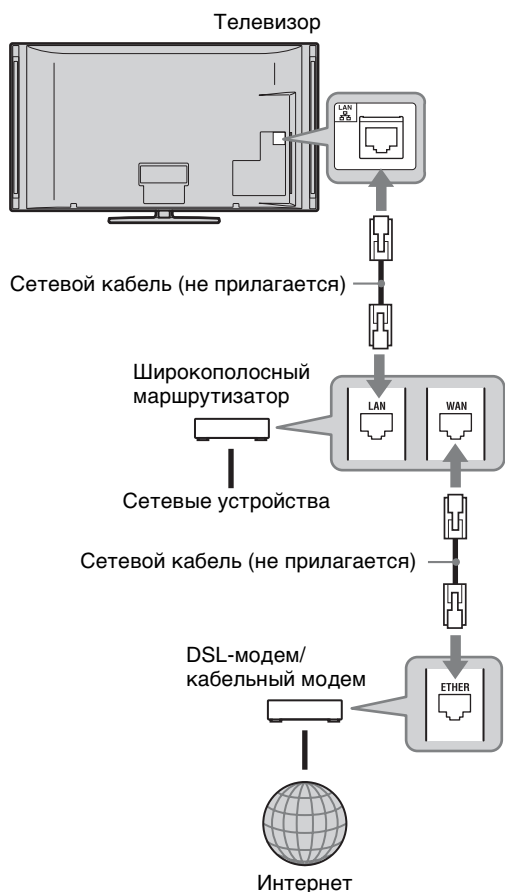 Телевизор
LAN
Сетевой кабель (не прилагается)
Широкополосный
маршрутизатор
LAN
WAN
Сетевые устройства
Сетевой кабель (не прилагается)
DSL-модем/
кабельный модем
ETHER
Интернет